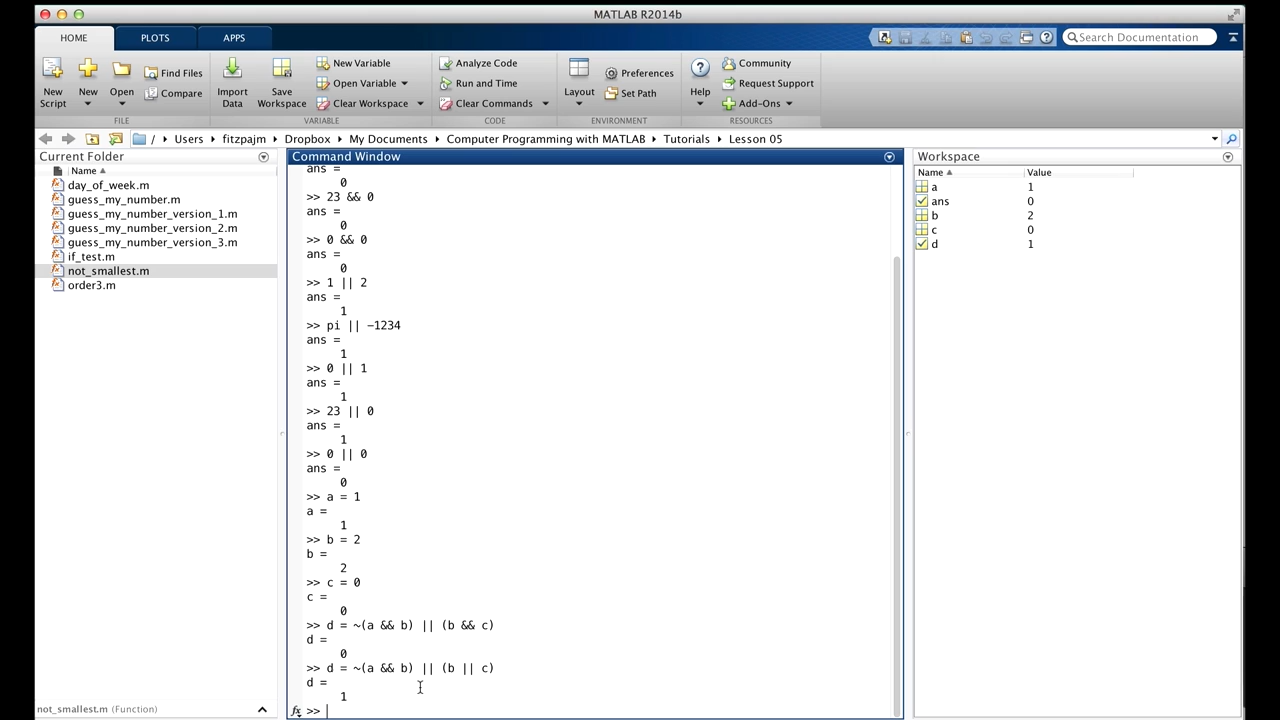 MATLAB R2014b
HOME PLOTS APPS Search Documentation
New Script New Open Find Files Compare Import Data Save Workspace New Variable Open Variable Clear Workspace Analyze Code Run and Time Clear Commands Layout Preferences Set Path Help Community Request Support Add-Ons
FILE VARIABLE CODE ENVIRONMENT RESOURCES
/ Users fitzpajm Dropbox My Documents Computer Programming with MATLAB Tutorials Lesson 05
Current Folder
Name
day_of_week.m
guess_my_number.m
guess_my_number_version_1.m
guess_my_number_version_2.m
guess_my_number_version_3.m
if_test.m
not_smallest.m
order3.m
not_smallest.m (Function)
Command Window
ans =
0
>> 23 && 0
ans =
0
>> 0 && 0
ans =
0
>> 1 || 2
ans =
1
>> pi || -1234
ans =
1
>> 0 || 1
ans =
1
>> 23 || 0
ans =
1
>> 0 || 0
ans =
0
>> a = 1
a =
1
>> b = 2
b =
2
>> c = 0
c =
0
>> d = ~(a && b) || (b && c)
d =
0
>> d = ~(a && b) || (b || c)
d =
1
fx >>
Workspace
Name Value
a 1
ans 0
b 2
c 0
d 1